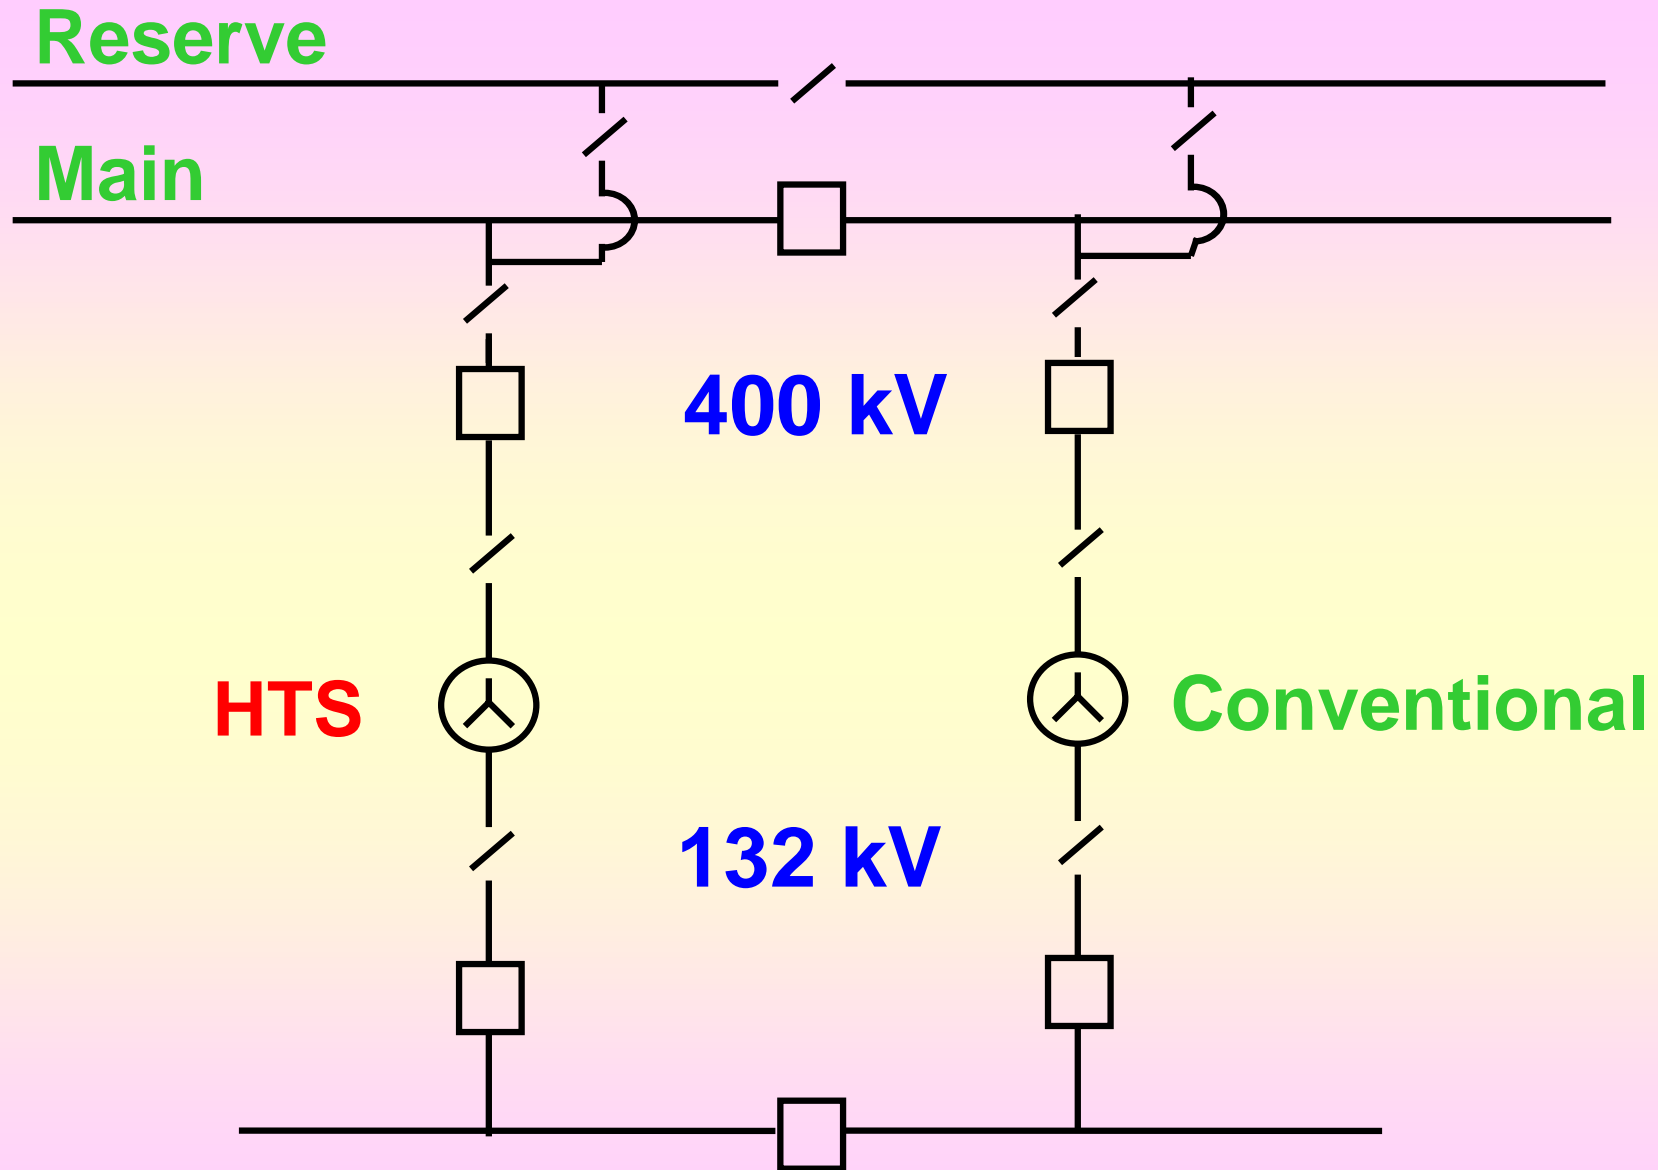 Reserve
Main
400 kV
HTS
Conventional
132 kV